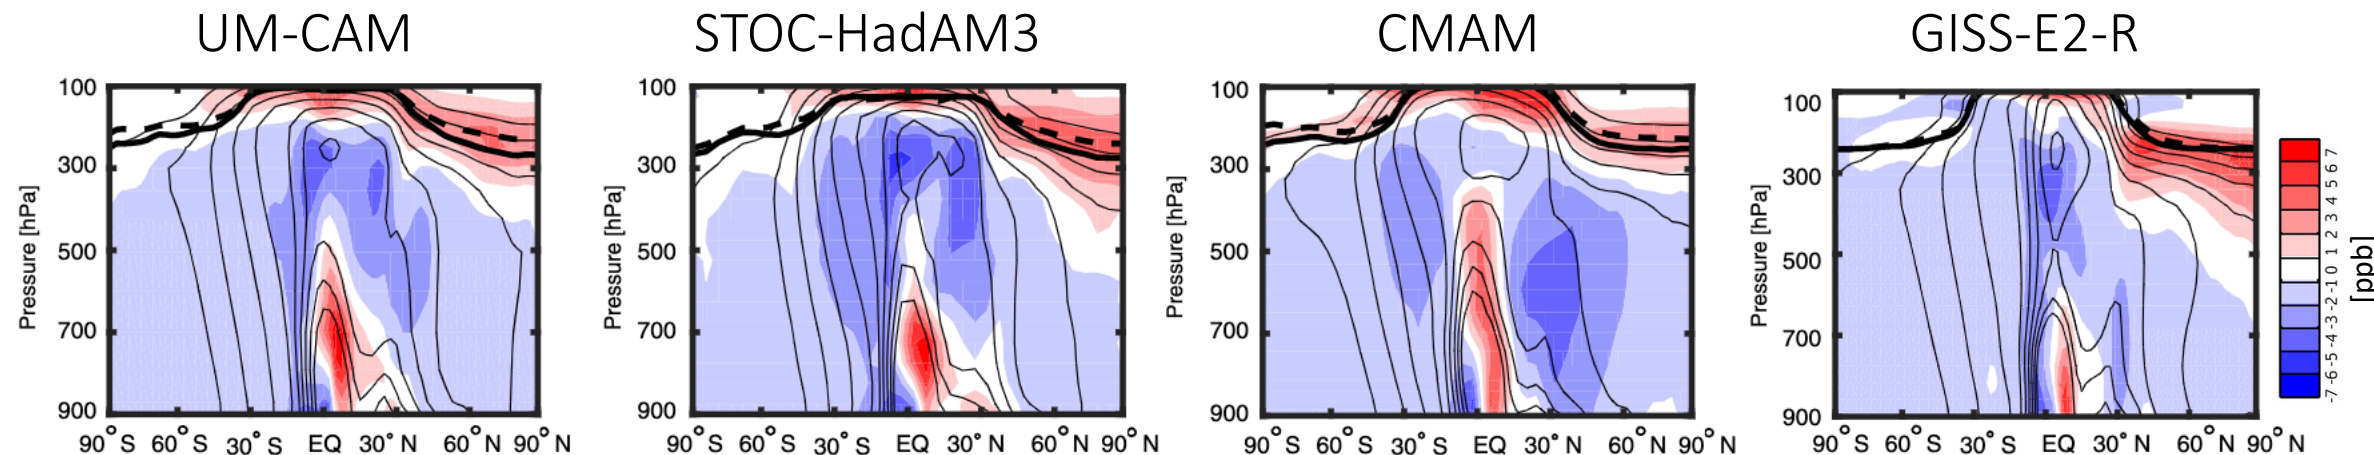 UM-CAM
STOC-HadAM3
CMAM
GISS-E2-R
Pressure [hPa]
100
300
500
700
900
90° S 60° S 30° S EQ 30° N 60° N 90° N
Pressure [hPa]
100
300
500
700
900
90° S 60° S 30° S EQ 30° N 60° N 90° N
Pressure [hPa]
100
300
500
700
900
90° S 60° S 30° S EQ 30° N 60° N 90° N
Pressure [hPa]
100
300
500
700
900
90° S 60° S 30° S EQ 30° N 60° N 90° N
-7 -6 -5 -4 -3 -2 -1 0 1 2 3 4 5 6 7
[ppb]